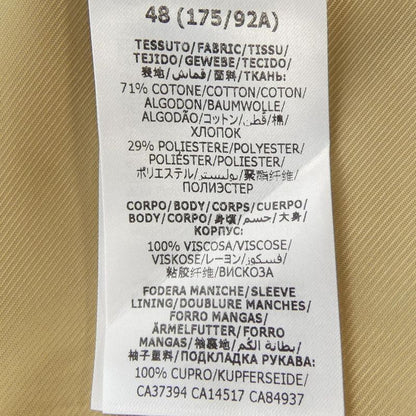 48 (175/92A)
TESSUTO/FABRIC/TISSU/
TEJIDO/GEWEBE/TECIDO/
表地/قماش/面料/ТКАНЬ:
71% COTONE/COTTON/COTON/
ALGODON/BAUMWOLLE/
ALGODÃO/コットン/قطن/棉/
ХЛОПОК
29% POLIESTERE/POLYESTER/
POLIÉSTER/POLYESTER/
POLIÉSTER/
ポリエステル/بوليستر/聚酯纤维/
ПОЛИЭСТЕР
CORPO/BODY/CORPS/CUERPO/
BODY/CORPO/身頃/جسم/大身/
КОРПУС:
100% VISCOSA/VISCOSE/
VISKOSE/レーヨン/فسكوز/
粘胶纤维/ВИСКОЗА
FODERA MANICHE/SLEEVE
LINING/DOUBLURE MANCHES/
FORRO MANGAS/
ÄRMELFUTTER/FORRO
MANGAS/袖裏地/بطانة الكم/
袖子里料/ПОДКЛАДКА РУКАВА:
100% CUPRO/KUPFERSEIDE/
CA37394 CA14517 CA84937